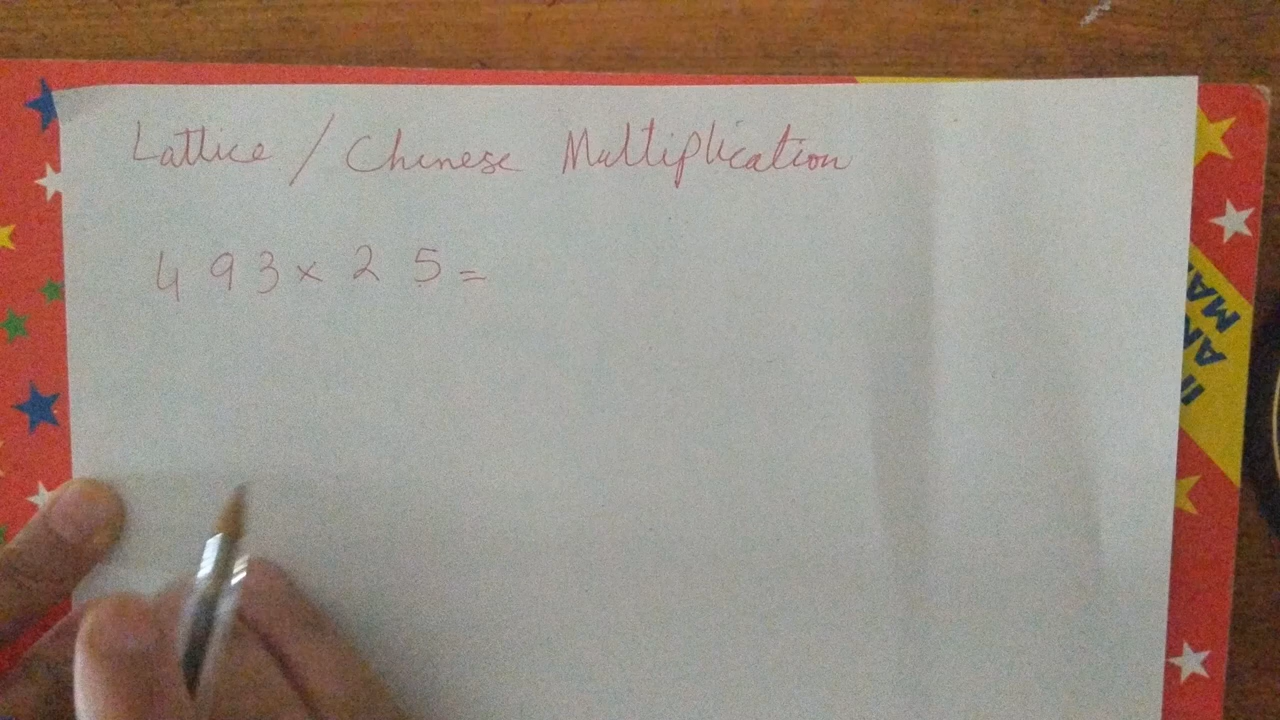 Lattice / Chinese Multiplication
493 x 25 =